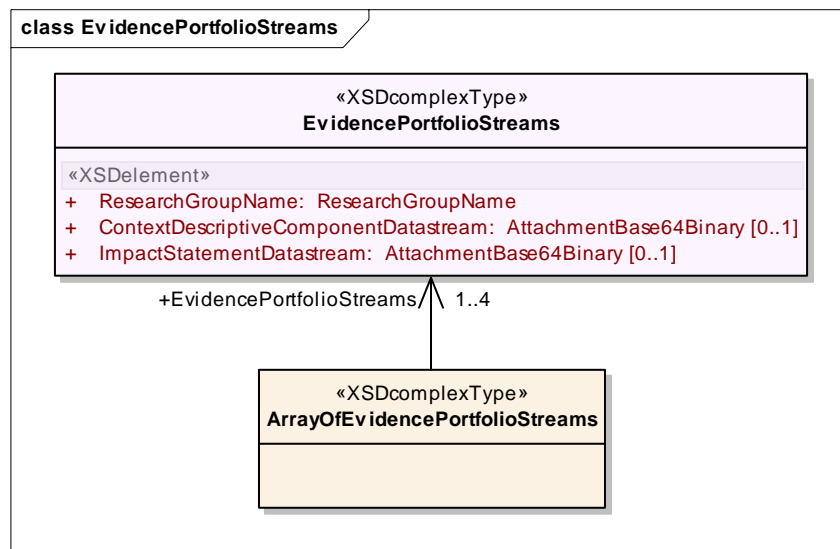 class EvidencePortfolioStreams
«XSDcomplexType»
EvidencePortfolioStreams
«XSDelement»
+ ResearchGroupName: ResearchGroupName
+ ContextDescriptiveComponentDatastream: AttachmentBase64Binary [0..1]
+ ImpactStatementDatastream: AttachmentBase64Binary [0..1]
+EvidencePortfolioStreams 1..4
«XSDcomplexType»
ArrayOfEvidencePortfolioStreams